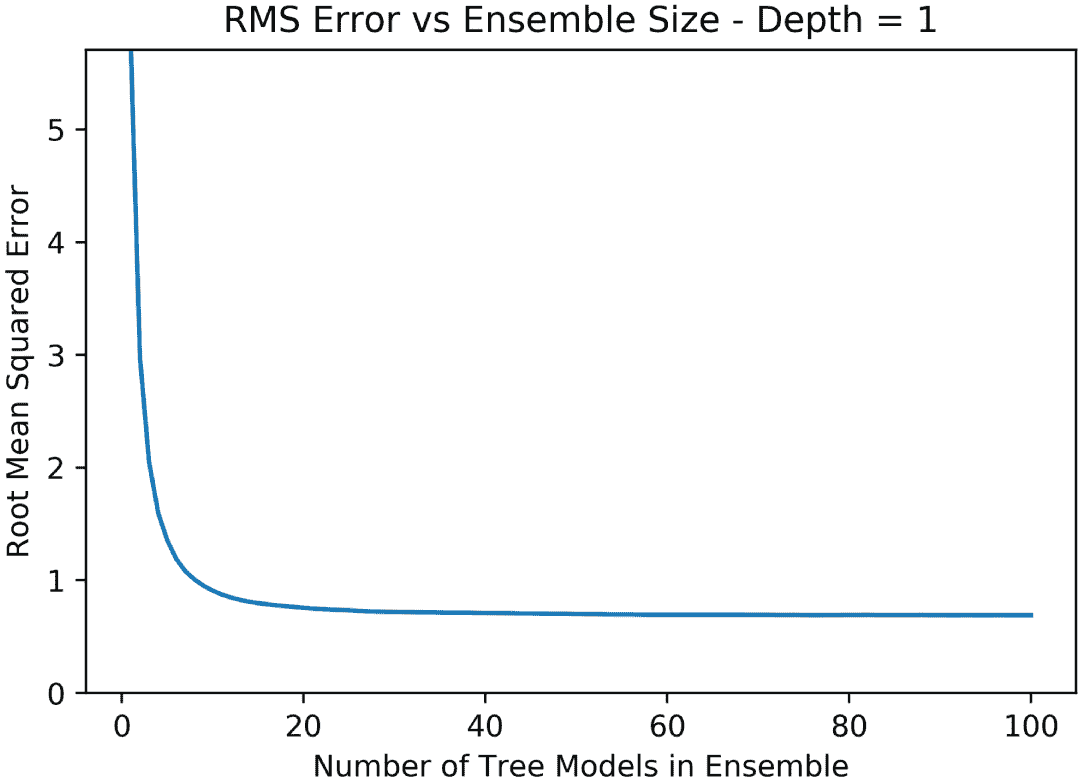 RMS Error vs Ensemble Size - Depth = 1
Root Mean Squared Error
5
4
3
2
1
0
0 20 40 60 80 100
Number of Tree Models in Ensemble